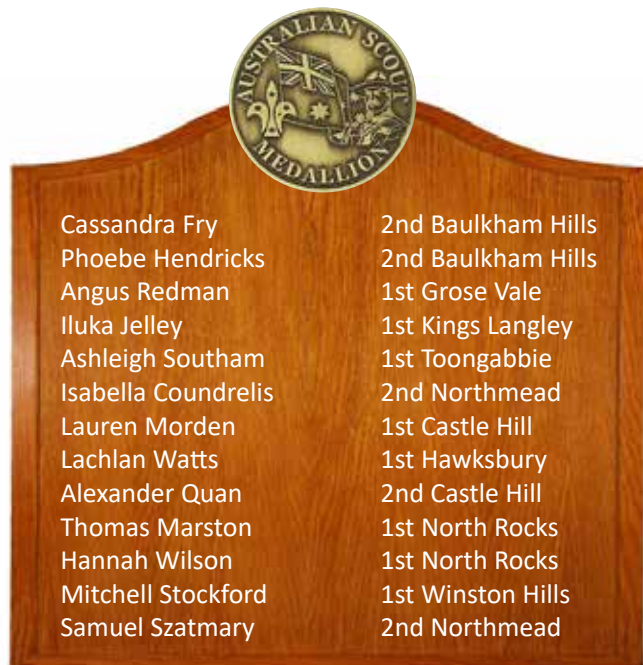 AUSTRALIAN SCOUT
MEDALLION
Cassandra Fry 2nd Baulkham Hills
Phoebe Hendricks 2nd Baulkham Hills
Angus Redman 1st Grose Vale
Iluka Jelley 1st Kings Langley
Ashleigh Southam 1st Toongabbie
Isabella Coundrelis 2nd Northmead
Lauren Morden 1st Castle Hill
Lachlan Watts 1st Hawksbury
Alexander Quan 2nd Castle Hill
Thomas Marston 1st North Rocks
Hannah Wilson 1st North Rocks
Mitchell Stockford 1st Winston Hills
Samuel Szatmary 2nd Northmead